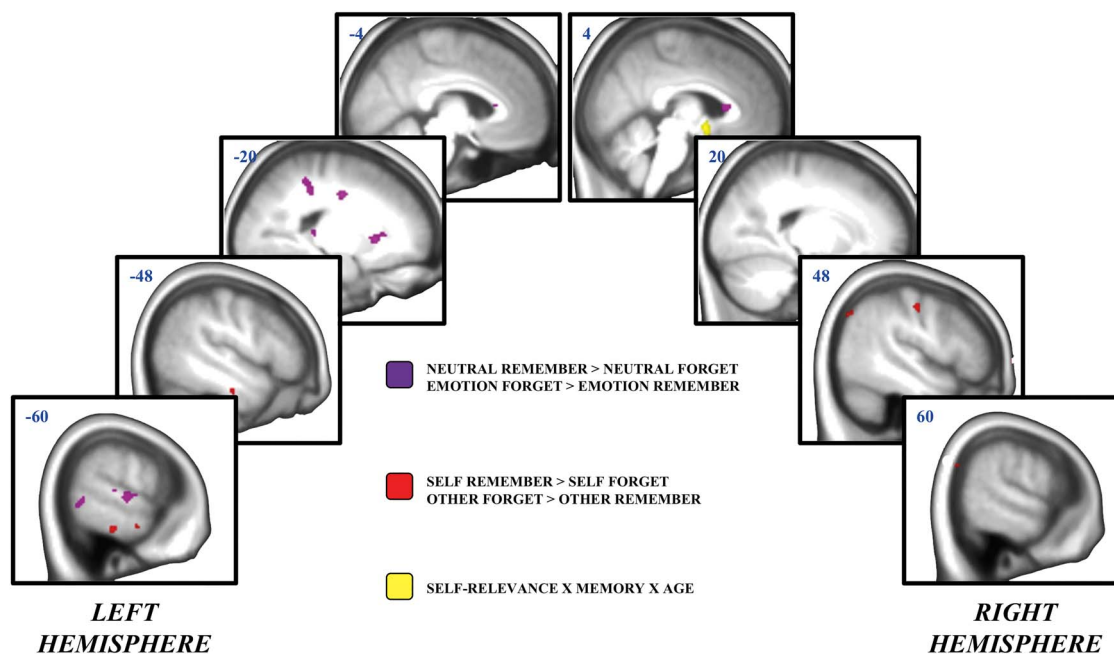 -4
4
-20
20
-48
48
NEUTRAL REMEMBER > NEUTRAL FORGET
EMOTION FORGET > EMOTION REMEMBER
-60
60
SELF REMEMBER > SELF FORGET
OTHER FORGET > OTHER REMEMBER
SELF-RELEVANCE X MEMORY X AGE
LEFT
HEMISPHERE
RIGHT
HEMISPHERE